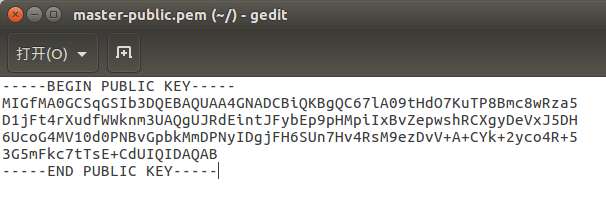 master-public.pem (~/) - gedit
打开(O)
-----BEGIN PUBLIC KEY-----
MIGfMA0GCSqGSIb3DQEBAQUAA4GNADCBiQKBgQC67lA09tHdO7KuTP8Bmc8wRza5
D1jFt4rXudfWWknm3UAQgUJRdEintJFybEp9pHMpiIxBvZepwshRCXgyDeVxJ5DH
6UcoG4MV10d0PNBvGpbkMmDPNyIDgjFH6SUn7Hv4RsM9ezDvV+A+CYk+2yco4R+5
3G5mFkc7tTsE+CdUIQIDAQAB
-----END PUBLIC KEY-----